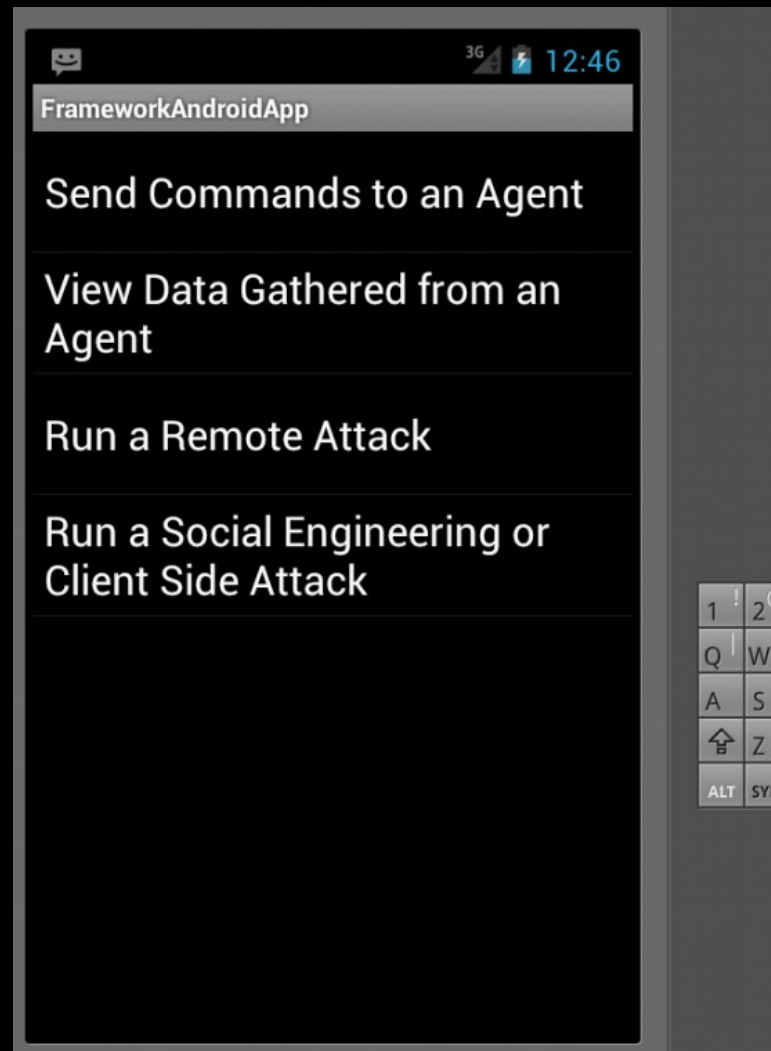 3G 12:46
FrameworkAndroidApp
Send Commands to an Agent
View Data Gathered from an
Agent
Run a Remote Attack
Run a Social Engineering or
Client Side Attack
1 ! 2
Q | W
A S
Z
ALT SY